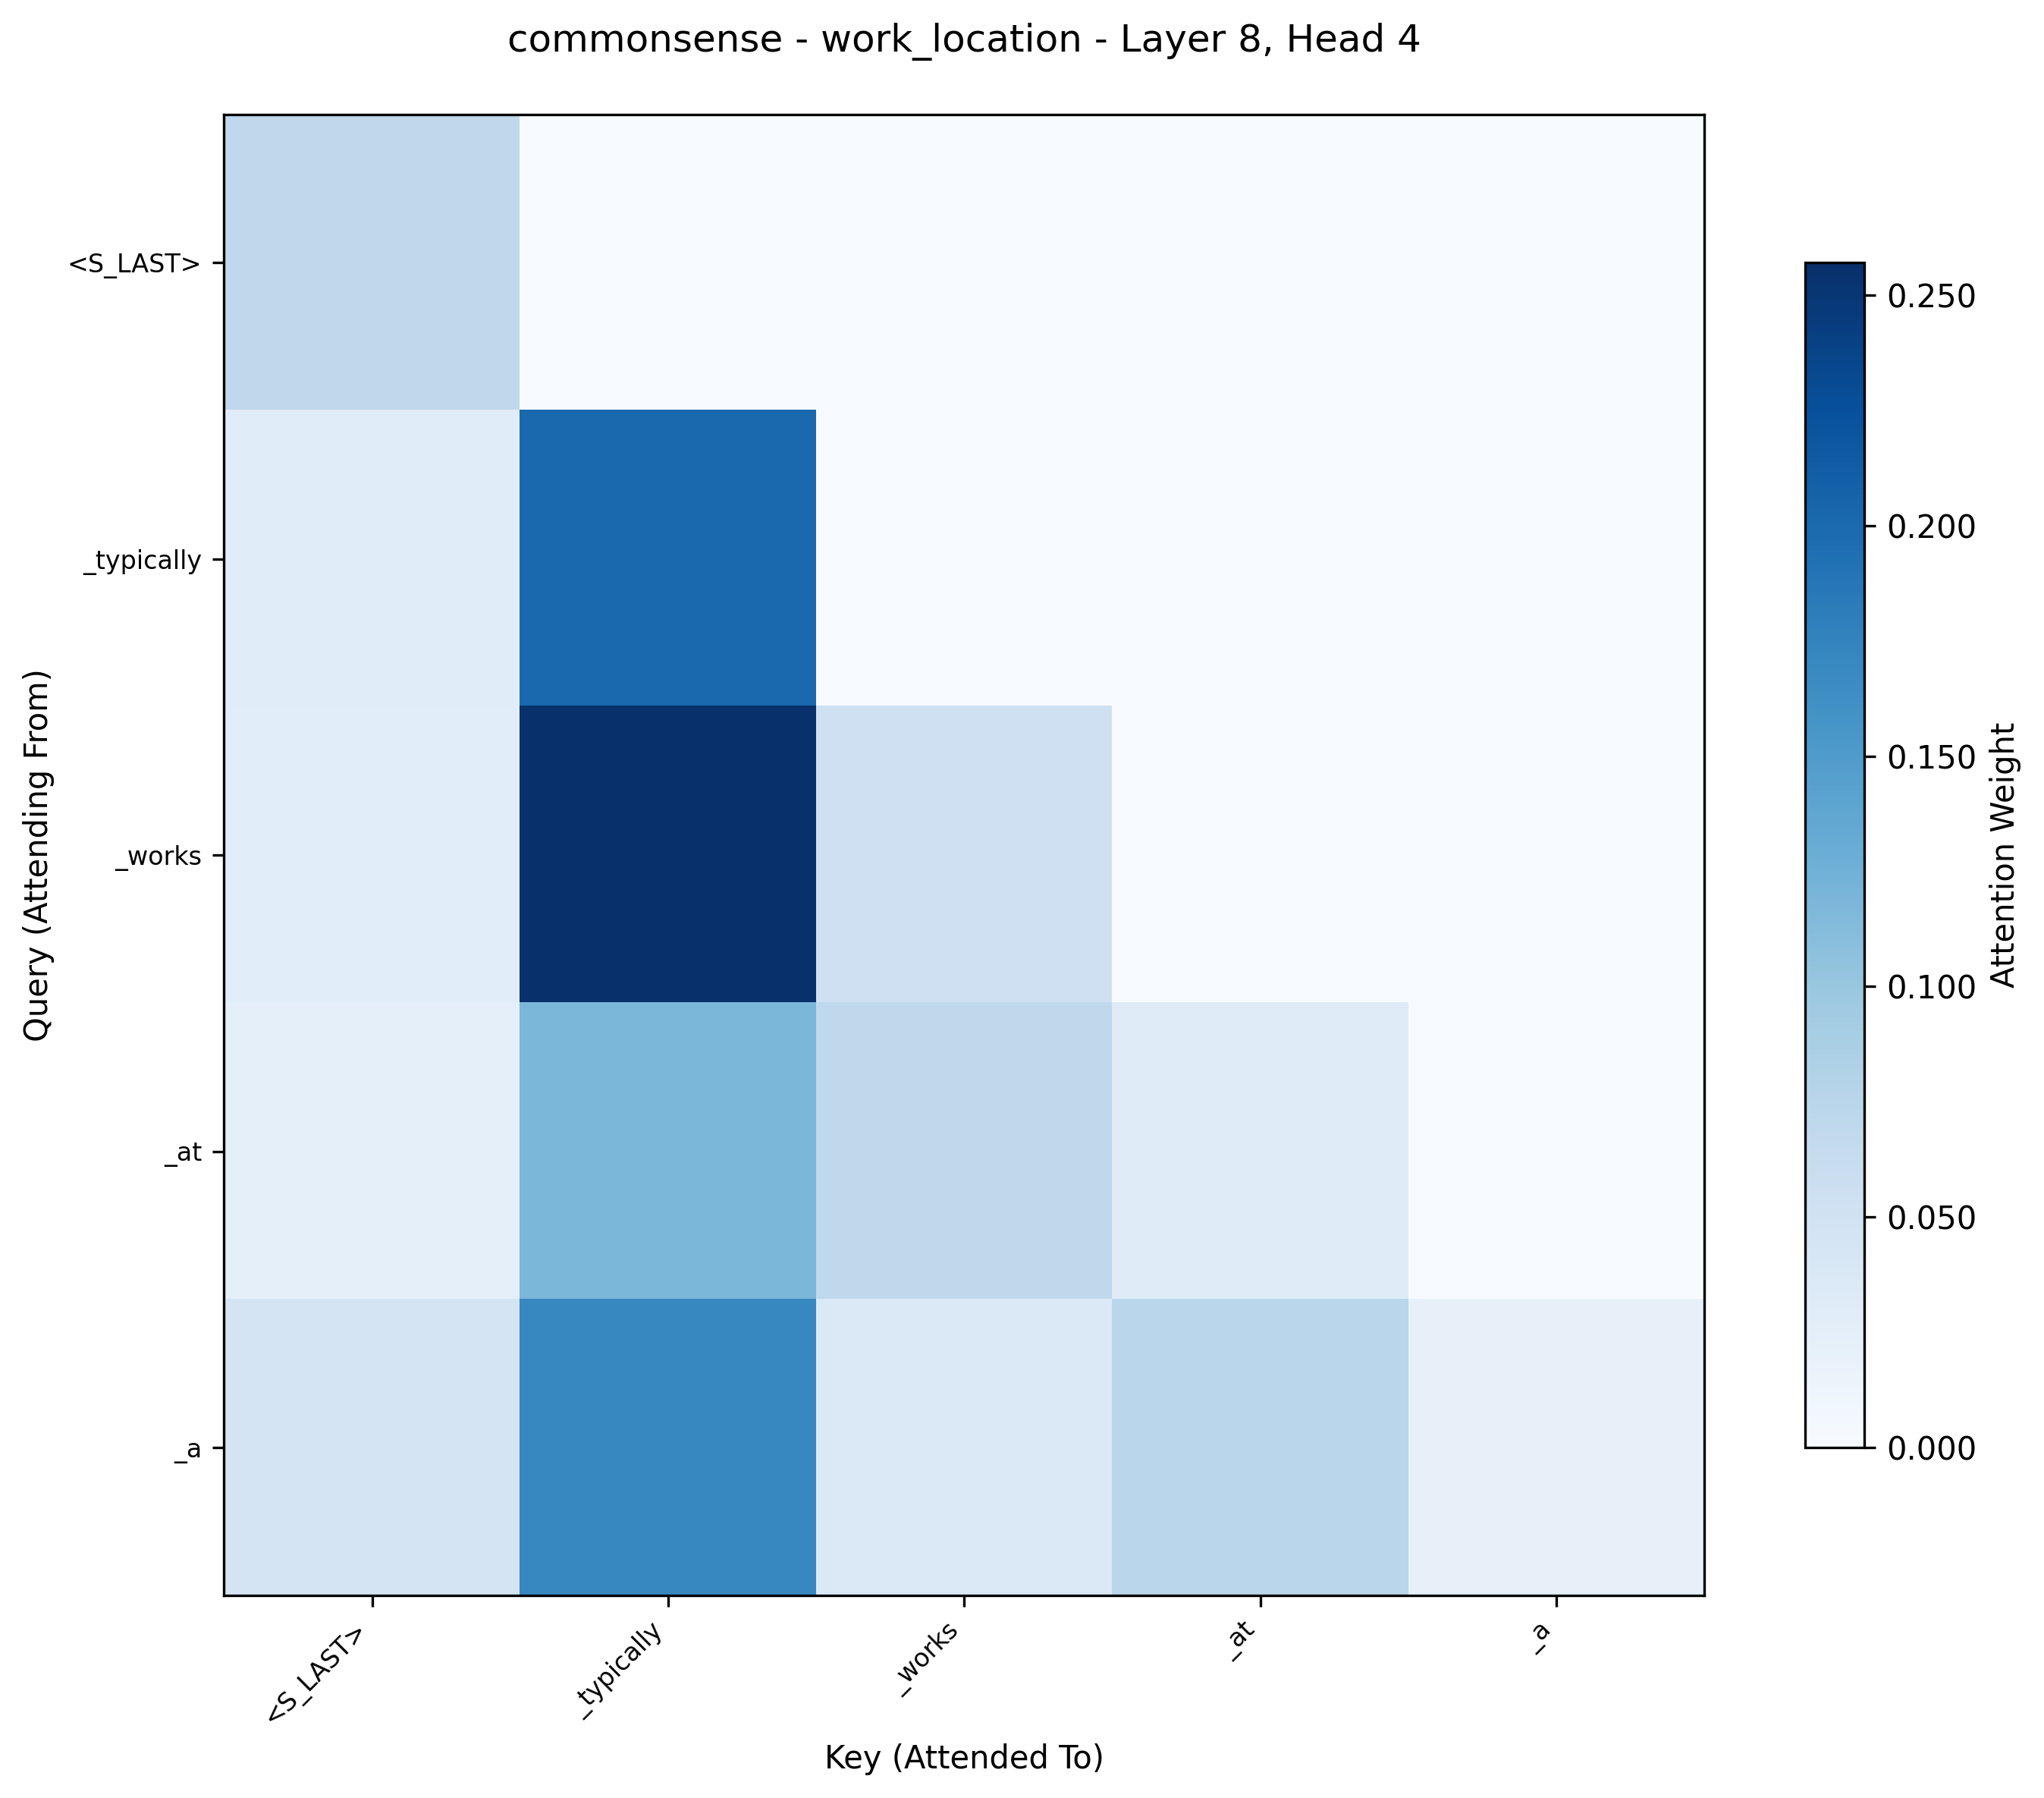 commonsense - work_location - Layer 8, Head 4
<S_LAST>
_typically
_works
_at
_a
Query (Attending From)
<S_LAST>
_typically
_works
_at
_a
Key (Attended To)
0.250
0.200
0.150
0.100
0.050
0.000
Attention Weight